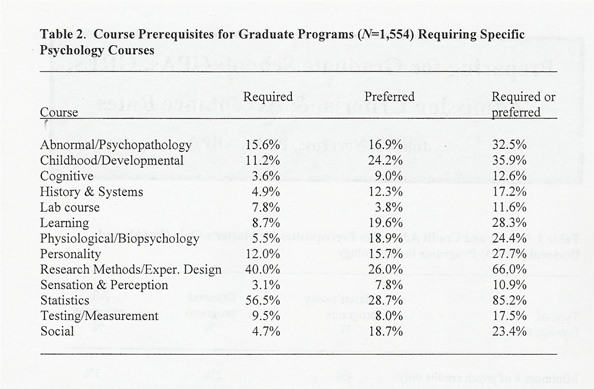 Table 2. Course Prerequisites for Graduate Programs (N=1,554) Requiring Specific
Psychology Courses
Required Preferred Required or
Course preferred
Abnormal/Psychopathology 15.6% 16.9% 32.5%
Childhood/Developmental 11.2% 24.2% 35.9%
Cognitive 3.6% 9.0% 12.6%
History & Systems 4.9% 12.3% 17.2%
Lab course 7.8% 3.8% 11.6%
Learning 8.7% 19.6% 28.3%
Physiological/Biopsychology 5.5% 18.9% 24.4%
Personality 12.0% 15.7% 27.7%
Research Methods/Exper. Design 40.0% 26.0% 66.0%
Sensation & Perception 3.1% 7.8% 10.9%
Statistics 56.5% 28.7% 85.2%
Testing/Measurement 9.5% 8.0% 17.5%
Social 4.7% 18.7% 23.4%